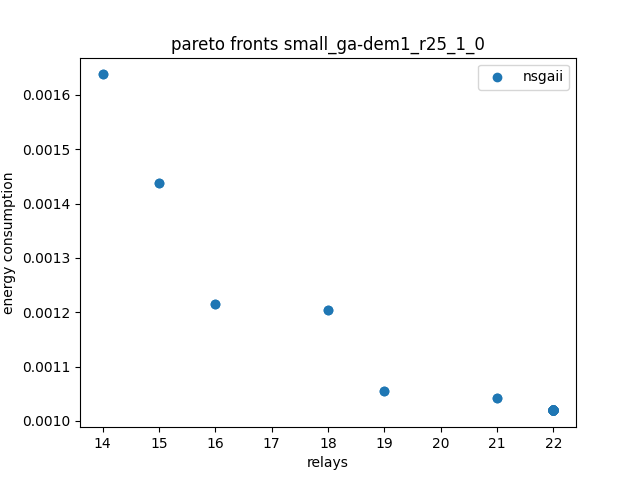 pareto fronts small_ga-dem1_r25_1_0
nsgaii
energy consumption
0.0016
0.0015
0.0014
0.0013
0.0012
0.0011
0.0010
14 15 16 17 18 19 20 21 22
relays